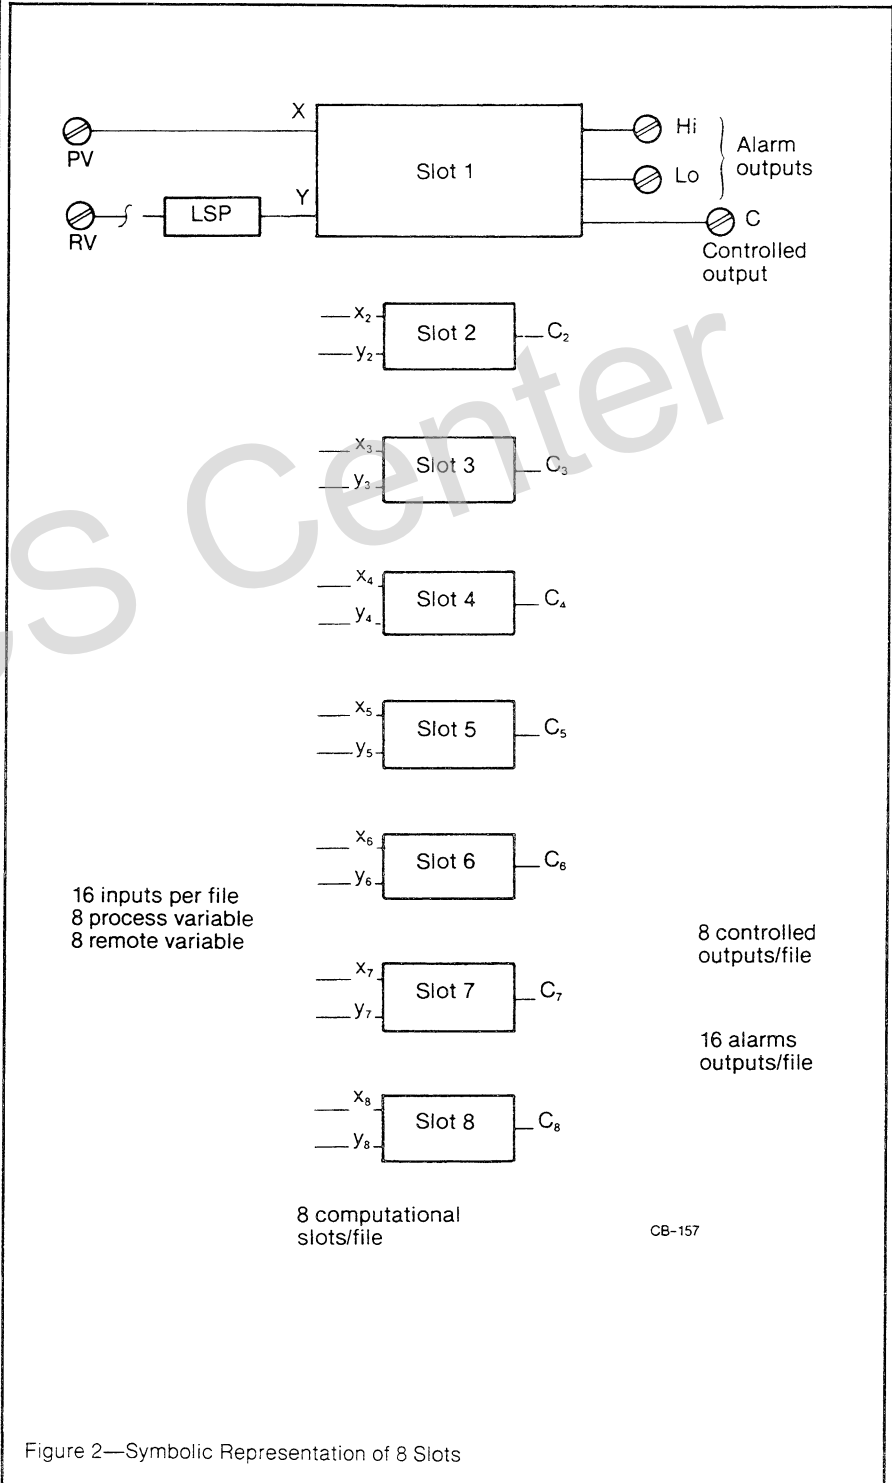 X
PV
Slot 1
Hi
Lo
Alarm
outputs
Y
LSP
RV
C
Controlled
output
x₂
y₂
Slot 2
C₂
x₃
y₃
Slot 3
C₃
x₄
y₄
Slot 4
C₄
x₅
y₅
Slot 5
C₅
x₆
y₆
Slot 6
C₆
16 inputs per file
8 process variable
8 remote variable
8 controlled
outputs/file
x₇
y₇
Slot 7
C₇
16 alarms
outputs/file
x₈
y₈
Slot 8
C₈
8 computational
slots/file
CB-157
Figure 2—Symbolic Representation of 8 Slots
S Center